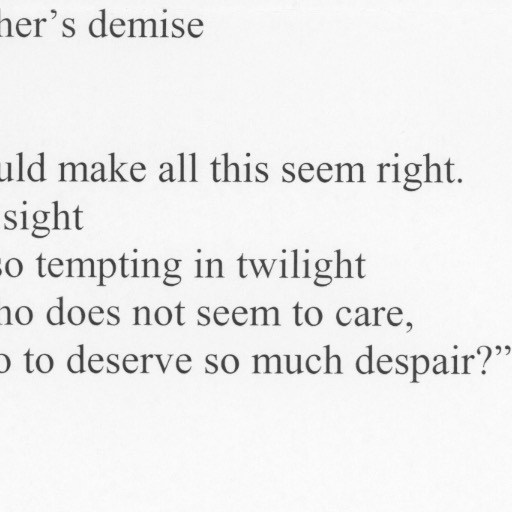 her’s demise
uld make all this seem right.
sight
so tempting in twilight
ho does not seem to care,
o to deserve so much despair?”